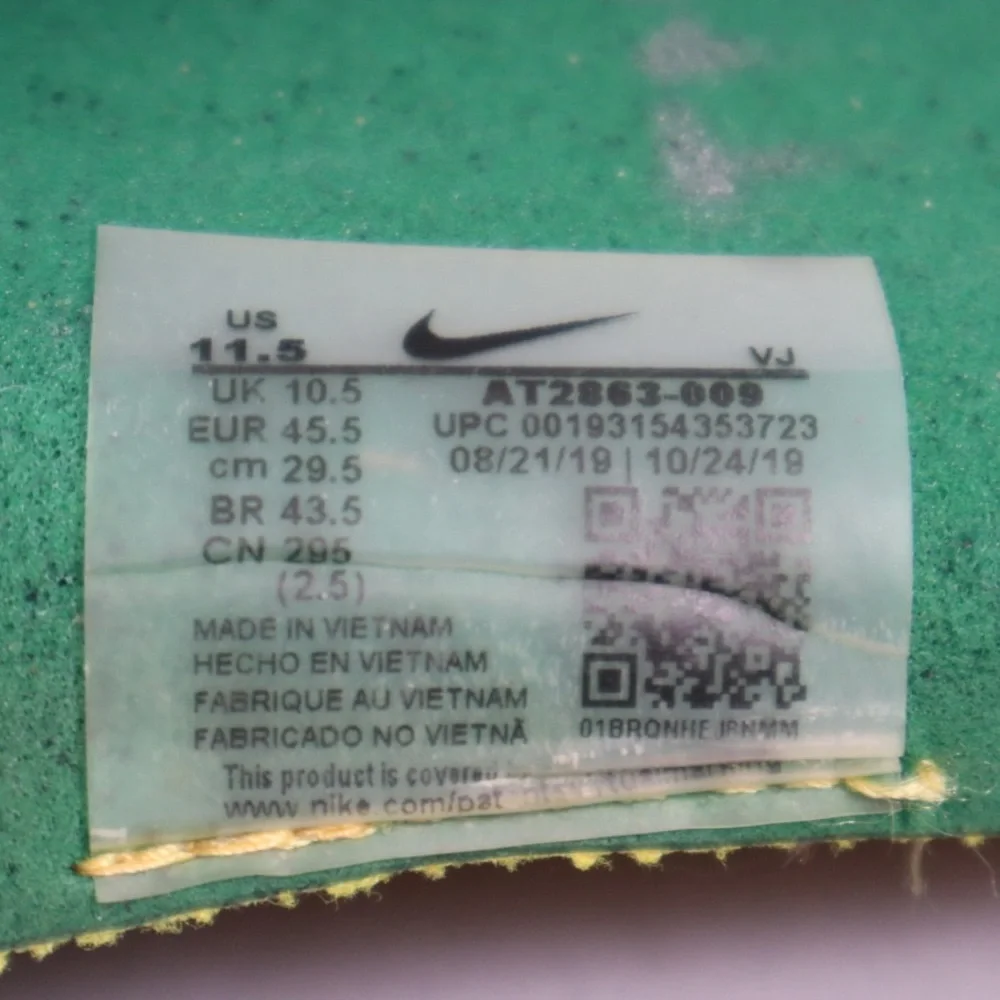 US
11.5
VJ
UK 10.5
AT2863-009
EUR 45.5
UPC 00193154353723
cm 29.5
08/21/19 | 10/24/19
BR 43.5
CN 295
(2.5)
MADE IN VIETNAM
HECHO EN VIETNAM
FABRIQUE AU VIETNAM
FABRICADO NO VIETNÃ
This product is covered
www.nike.com/pat